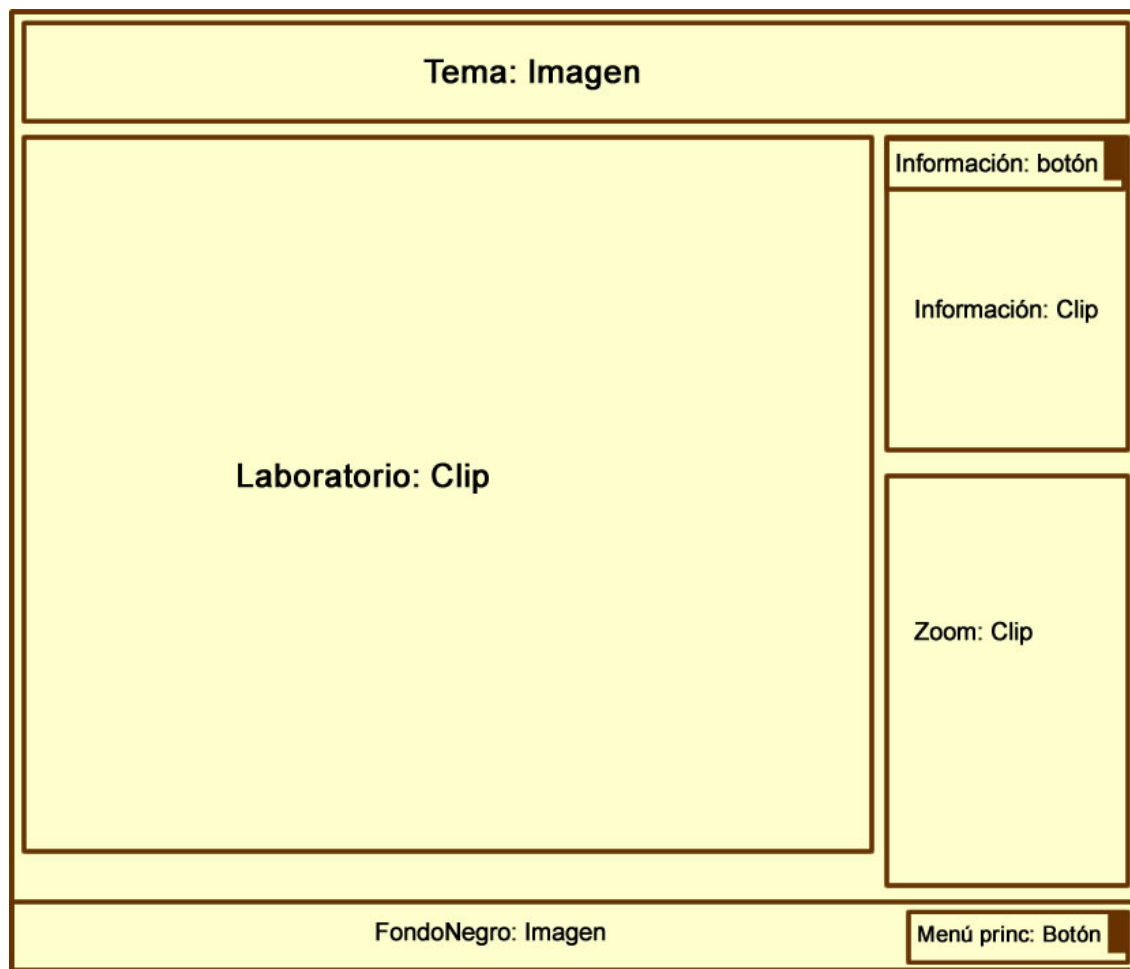 Tema: Imagen
Información: botón
Información: Clip
Laboratorio: Clip
Zoom: Clip
FondoNegro: Imagen
Menú princ: Botón